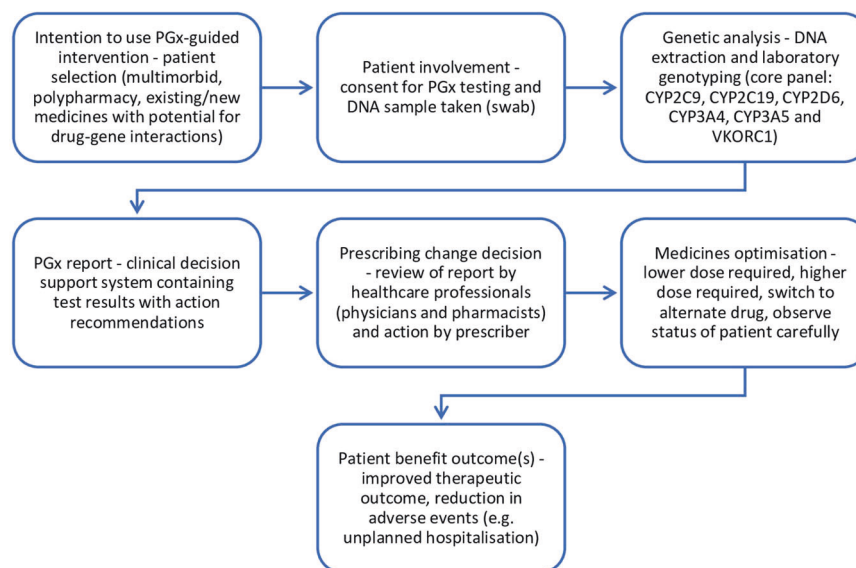 Intention to use PGx-guided
intervention - patient
selection (multimorbid,
polypharmacy, existing/new
medicines with potential for
drug-gene interactions)
Patient involvement -
consent for PGx testing and
DNA sample taken (swab)
Genetic analysis - DNA
extraction and laboratory
genotyping (core panel:
CYP2C9, CYP2C19, CYP2D6,
CYP3A4, CYP3A5 and
VKORC1)
PGx report - clinical decision
support system containing
test results with action
recommendations
Prescribing change decision
- review of report by
healthcare professionals
(physicians and pharmacists)
and action by prescriber
Medicines optimisation -
lower dose required, higher
dose required, switch to
alternate drug, observe
status of patient carefully
Patient benefit outcome(s) -
improved therapeutic
outcome, reduction in
adverse events (e.g.
unplanned hospitalisation)